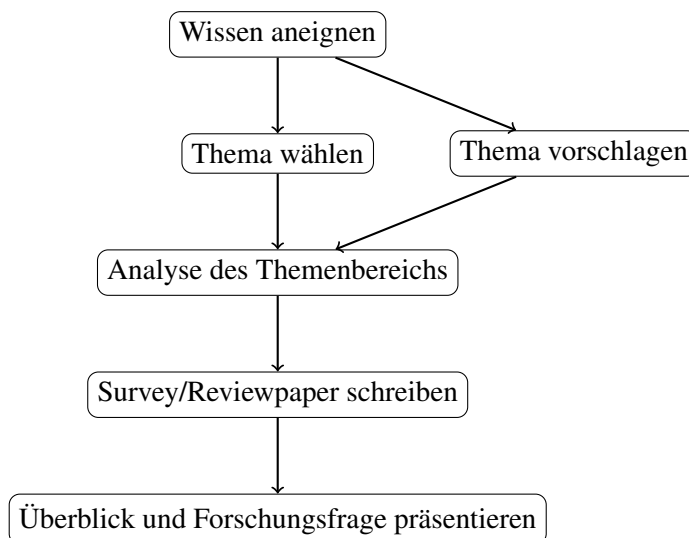 Wissen aneignen
Thema wählen
Thema vorschlagen
Analyse des Themenbereichs
Survey/Reviewpaper schreiben
Überblick und Forschungsfrage präsentieren